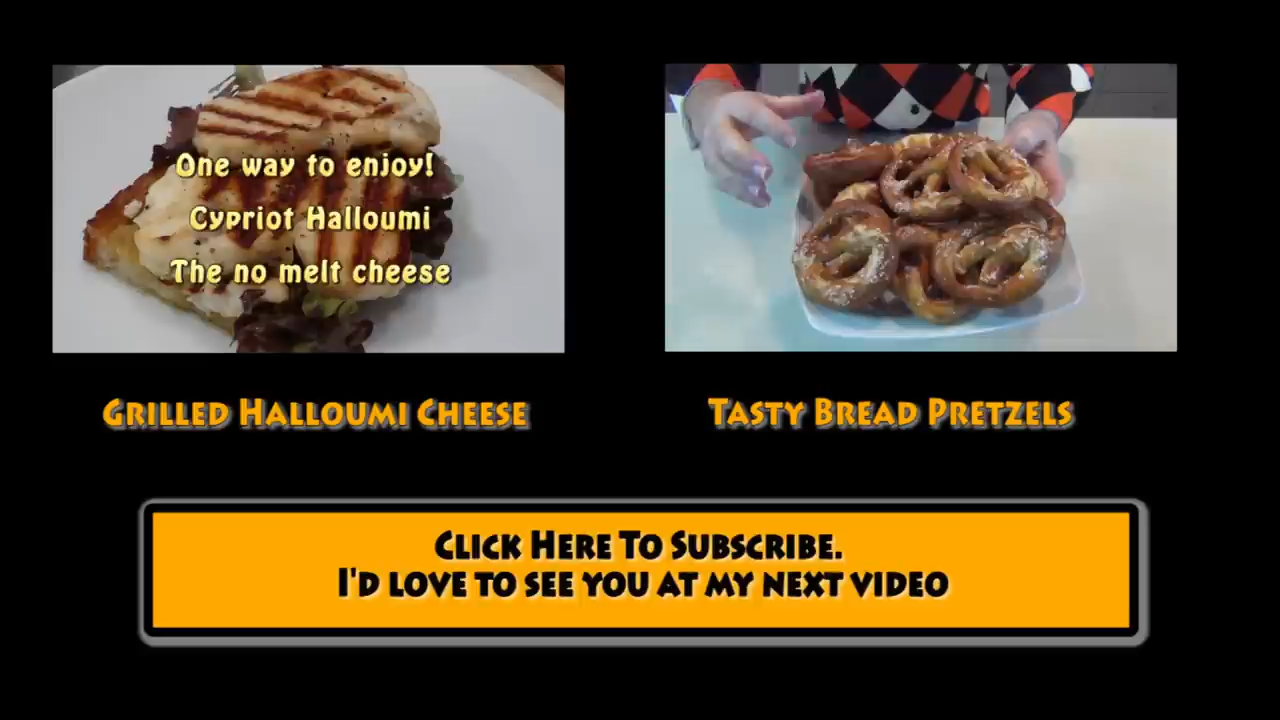 One way to enjoy!
Cypriot Halloumi
The no melt cheese
Grilled Halloumi Cheese
Tasty Bread Pretzels
Click Here To Subscribe.
I'd love to see you at my next video